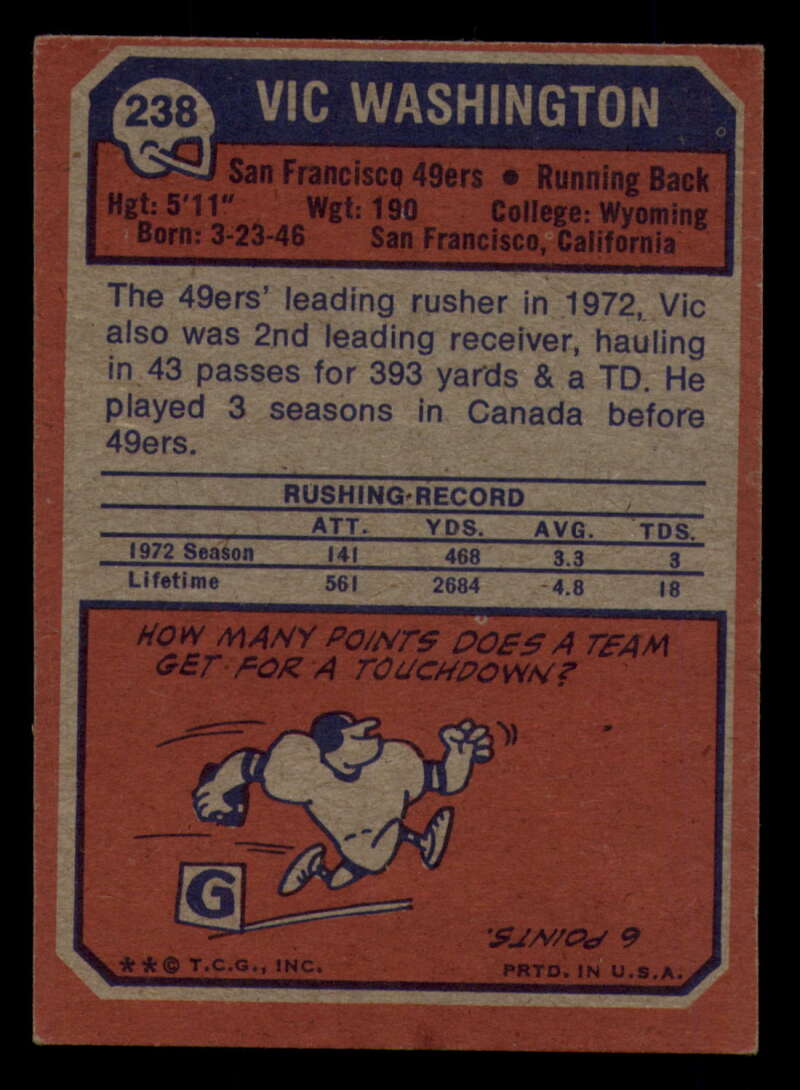 238
VIC WASHINGTON
San Francisco 49ers • Running Back
Hgt: 5'11" Wgt: 190 College: Wyoming
Born: 3-23-46 San Francisco, California
The 49ers' leading rusher in 1972, Vic
also was 2nd leading receiver, hauling
in 43 passes for 393 yards & a TD. He
played 3 seasons in Canada before
49ers.
RUSHING RECORD
ATT. YDS. AVG. TDS.
1972 Season 141 468 3.3 3
Lifetime 561 2684 4.8 18
HOW MANY POINTS DOES A TEAM
GET FOR A TOUCHDOWN?
G
6 POINTS.
**© T.C.G., INC. PRTD. IN U.S.A.